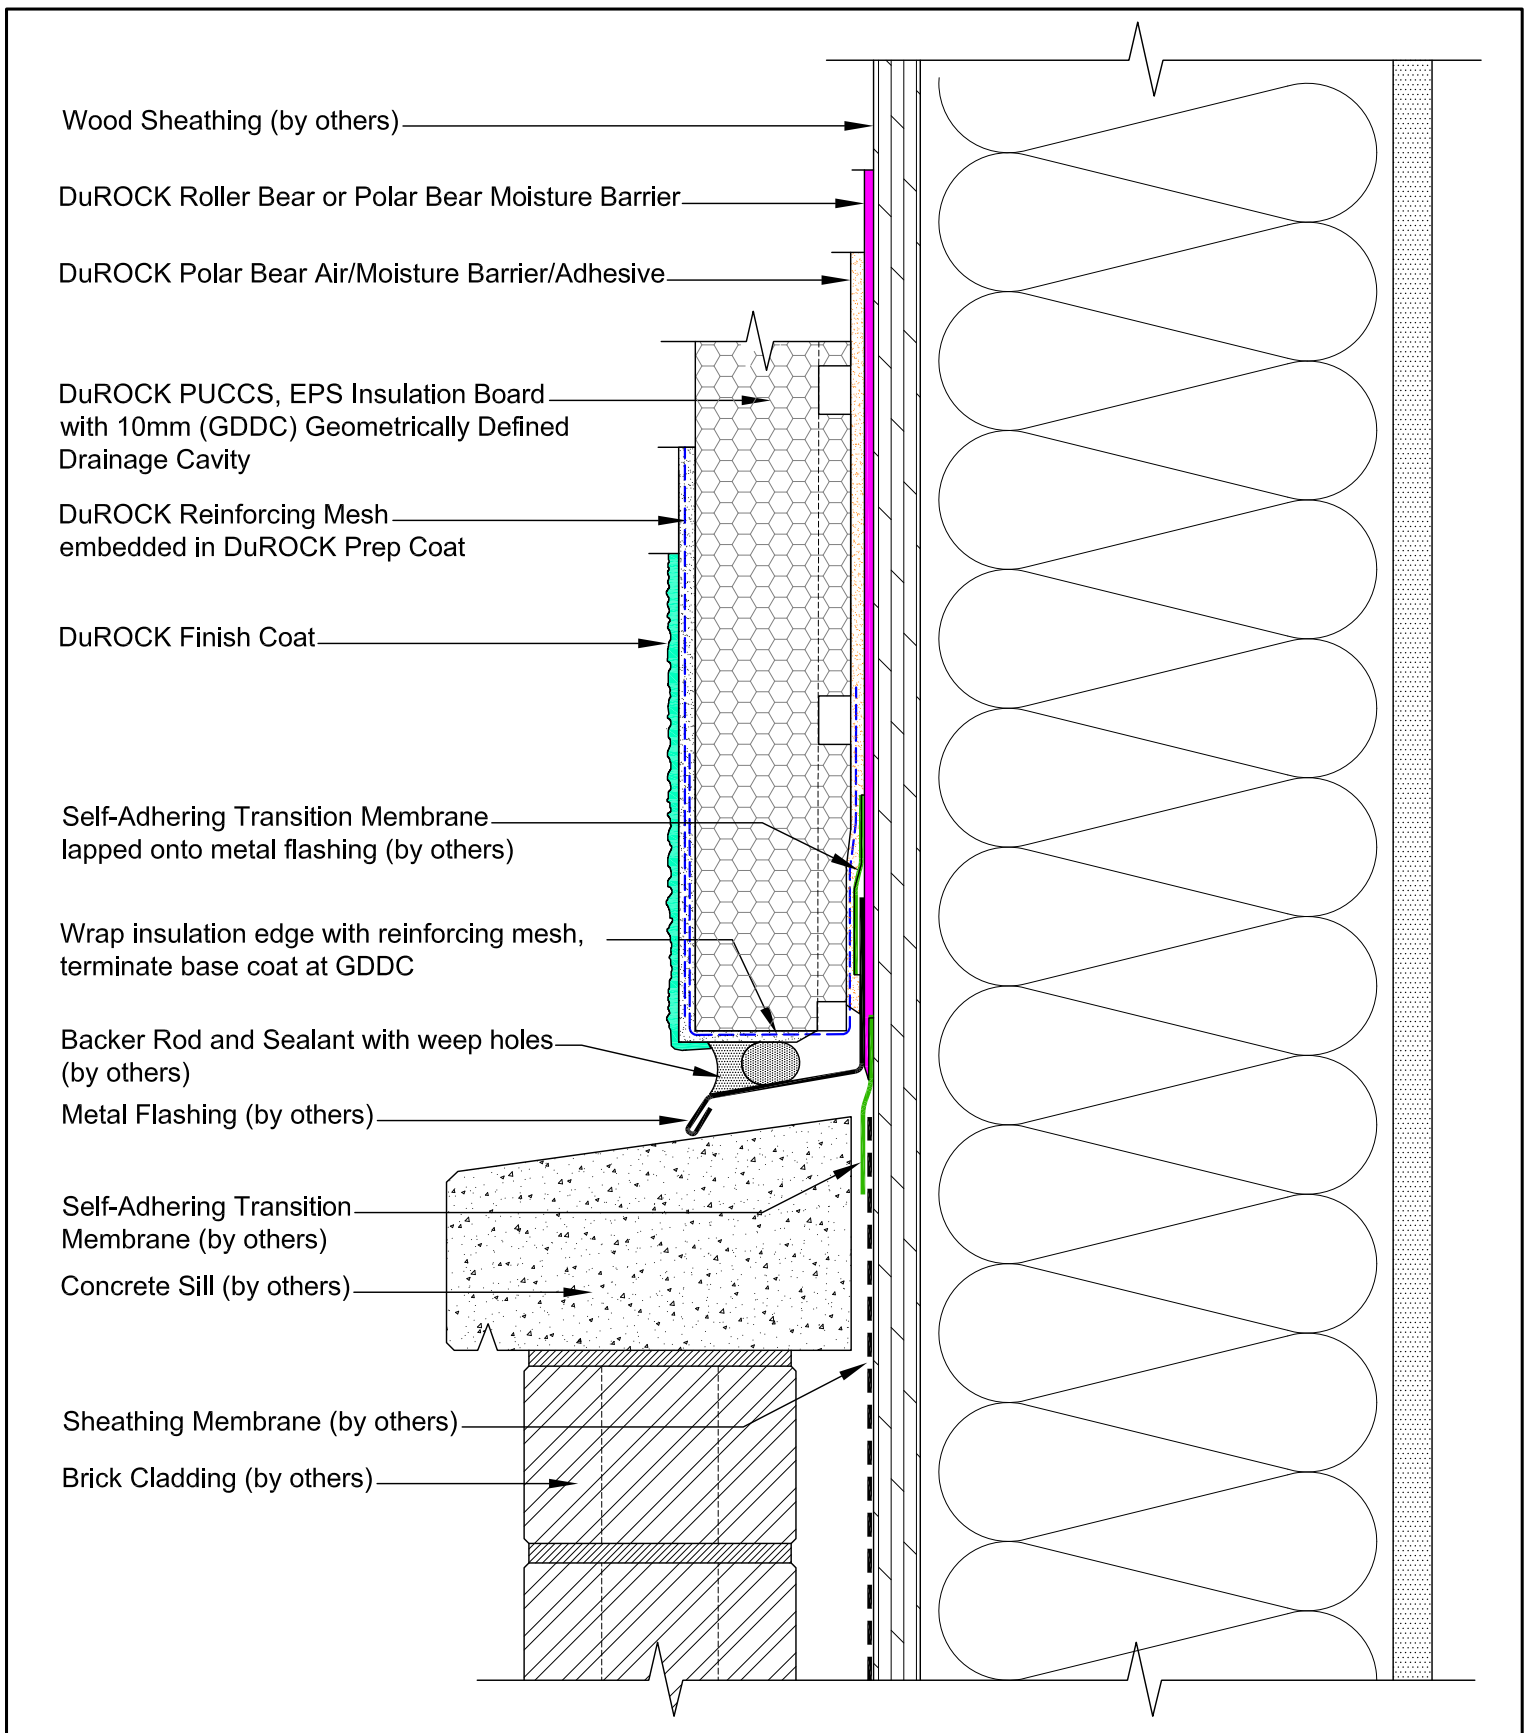 Wood Sheathing (by others)
DuROCK Roller Bear or Polar Bear Moisture Barrier
DuROCK Polar Bear Air/Moisture Barrier/Adhesive
DuROCK PUCCS, EPS Insulation Board
with 10mm (GDDC) Geometrically Defined
Drainage Cavity
DuROCK Reinforcing Mesh
embedded in DuROCK Prep Coat
DuROCK Finish Coat
Self-Adhering Transition Membrane
lapped onto metal flashing (by others)
Wrap insulation edge with reinforcing mesh,
terminate base coat at GDDC
Backer Rod and Sealant with weep holes
(by others)
Metal Flashing (by others)
Self-Adhering Transition
Membrane (by others)
Concrete Sill (by others)
Sheathing Membrane (by others)
Brick Cladding (by others)